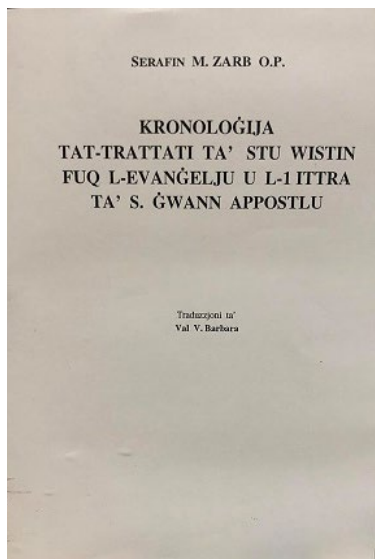 SERAFIN M. ZARB O.P.
KRONOLOĠIJA
TAT-TRATTATI TA' STU WISTIN
FUQ L-EVANĠELJU U L-1 ITTRA
TA' S. ĠWANN APPOSTLU
Traduzzjoni ta'
Val V. Barbara